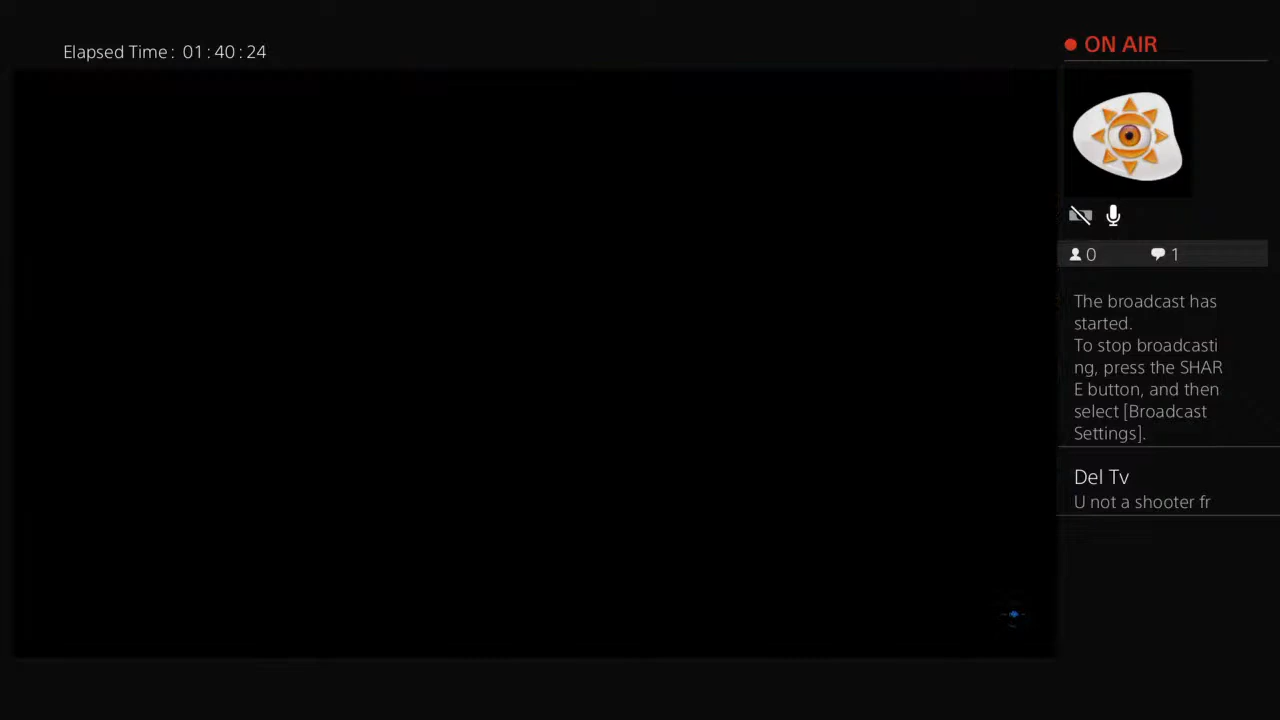 Elapsed Time: 01:40:24
ON AIR
0 1
The broadcast has
started.
To stop broadcasti
ng, press the SHAR
E button, and then
select [Broadcast
Settings].
Del Tv
U not a shooter fr